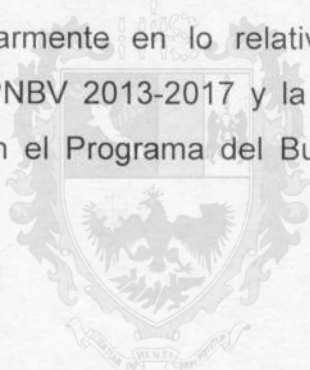 armente en lo relativ
PNBV 2013-2017 y la
n el Programa del Bu